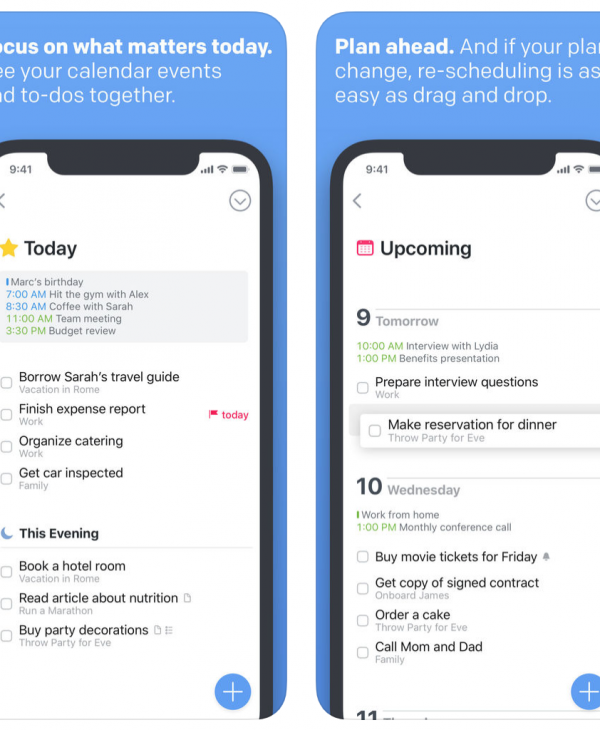 ocus on what matters today.
ee your calendar events
nd to-dos together.
9:41
Today
Marc's birthday
7:00 AM Hit the gym with Alex
8:30 AM Coffee with Sarah
11:00 AM Team meeting
3:30 PM Budget review
Borrow Sarah's travel guide
Vacation in Rome
Finish expense report
Work
today
Organize catering
Work
Get car inspected
Family
This Evening
Book a hotel room
Vacation in Rome
Read article about nutrition
Run a Marathon
Buy party decorations
Throw Party for Eve
Plan ahead. And if your plan
change, re-scheduling is as
easy as drag and drop.
9:41
Upcoming
9 Tomorrow
10:00 AM Interview with Lydia
1:00 PM Benefits presentation
Prepare interview questions
Work
Make reservation for dinner
Throw Party for Eve
10 Wednesday
Work from home
1:00 PM Monthly conference call
Buy movie tickets for Friday
Get copy of signed contract
Onboard James
Order a cake
Throw Party for Eve
Call Mom and Dad
Family
11